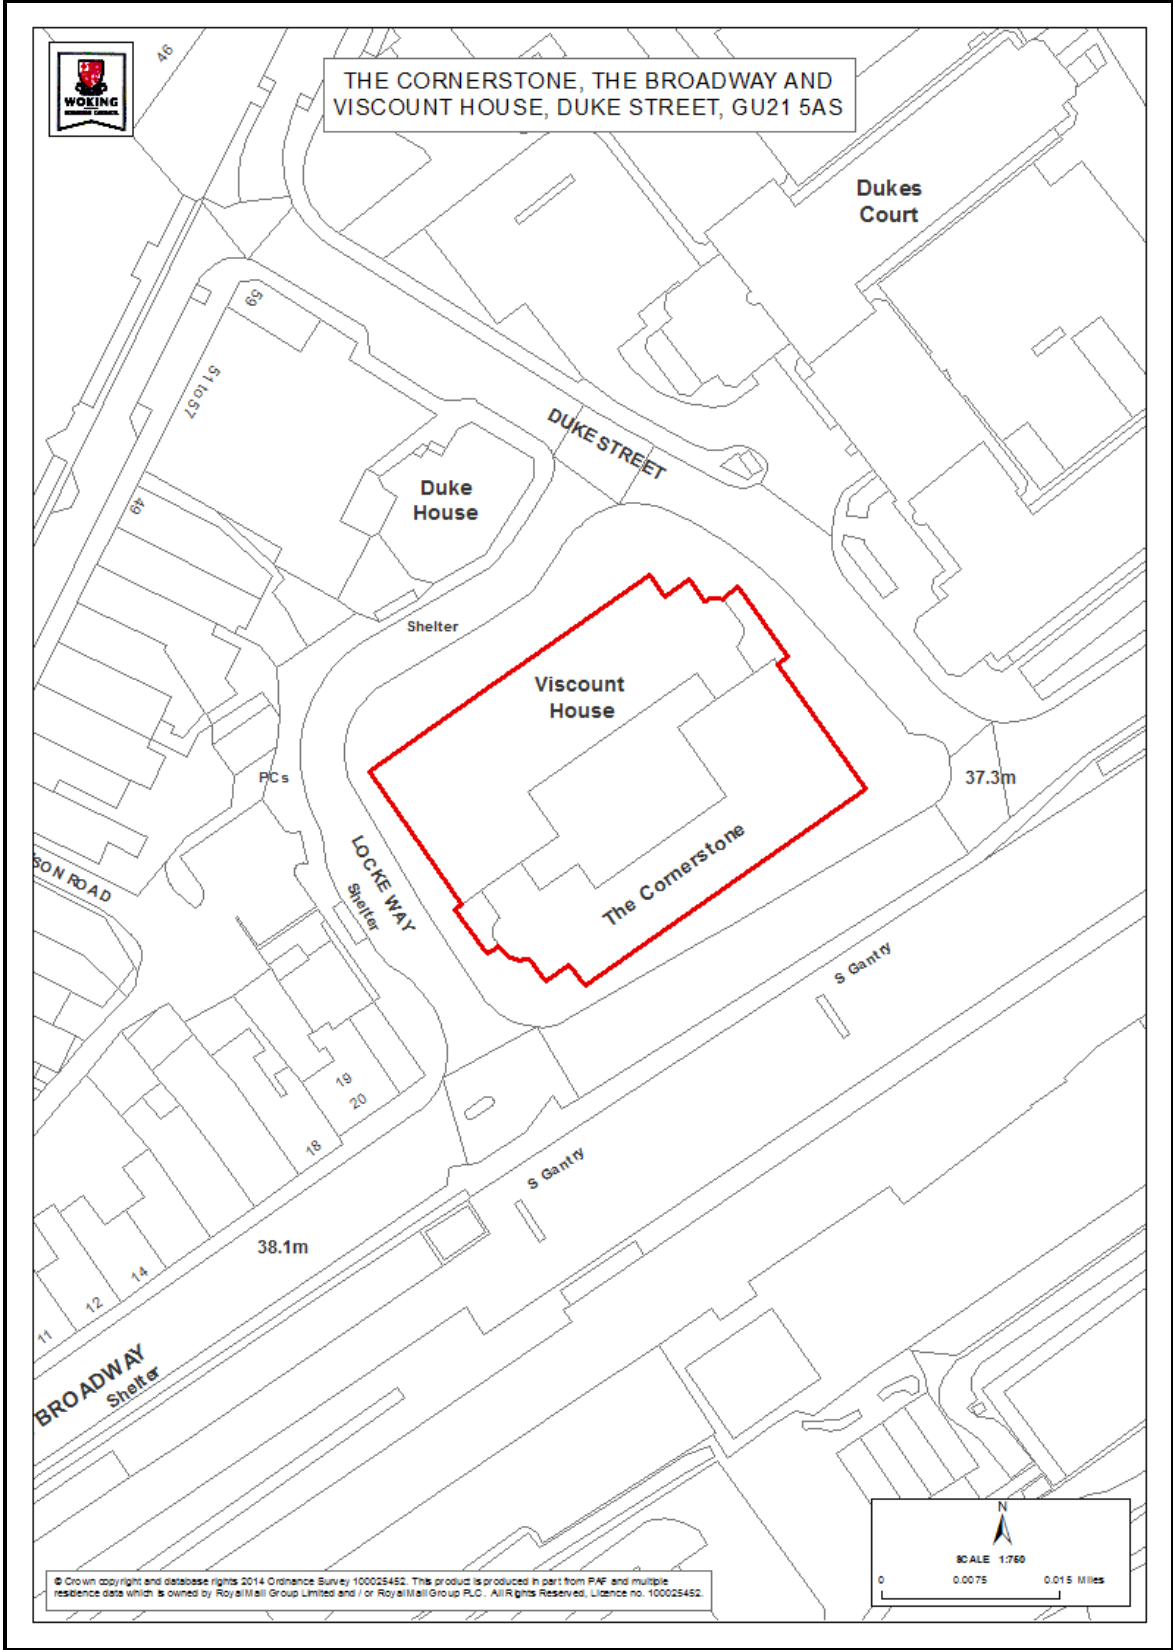 WOKING
BOROUGH COUNCIL
46
THE CORNERSTONE, THE BROADWAY AND
VISCOUNT HOUSE, DUKE STREET, GU21 5AS
Dukes
Court
59
51 to 57
DUKE STREET
49
Duke
House
Shelter
Viscount
House
PCs
37.3m
LOCKE WAY
Shelter
The Cornerstone
SON ROAD
S Gantry
19
20
18
S Gantry
38.1m
14
12
11
BROADWAY
Shelter
N
SCALE 1:750
0 0.0075 0.015 Miles
© Crown copyright and database rights 2014 Ordnance Survey 100025452. This product is produced in part from PAF and multiple
residence data which is owned by Royal Mail Group Limited and / or Royal Mail Group PLC. All Rights Reserved, Licence no. 100025452.